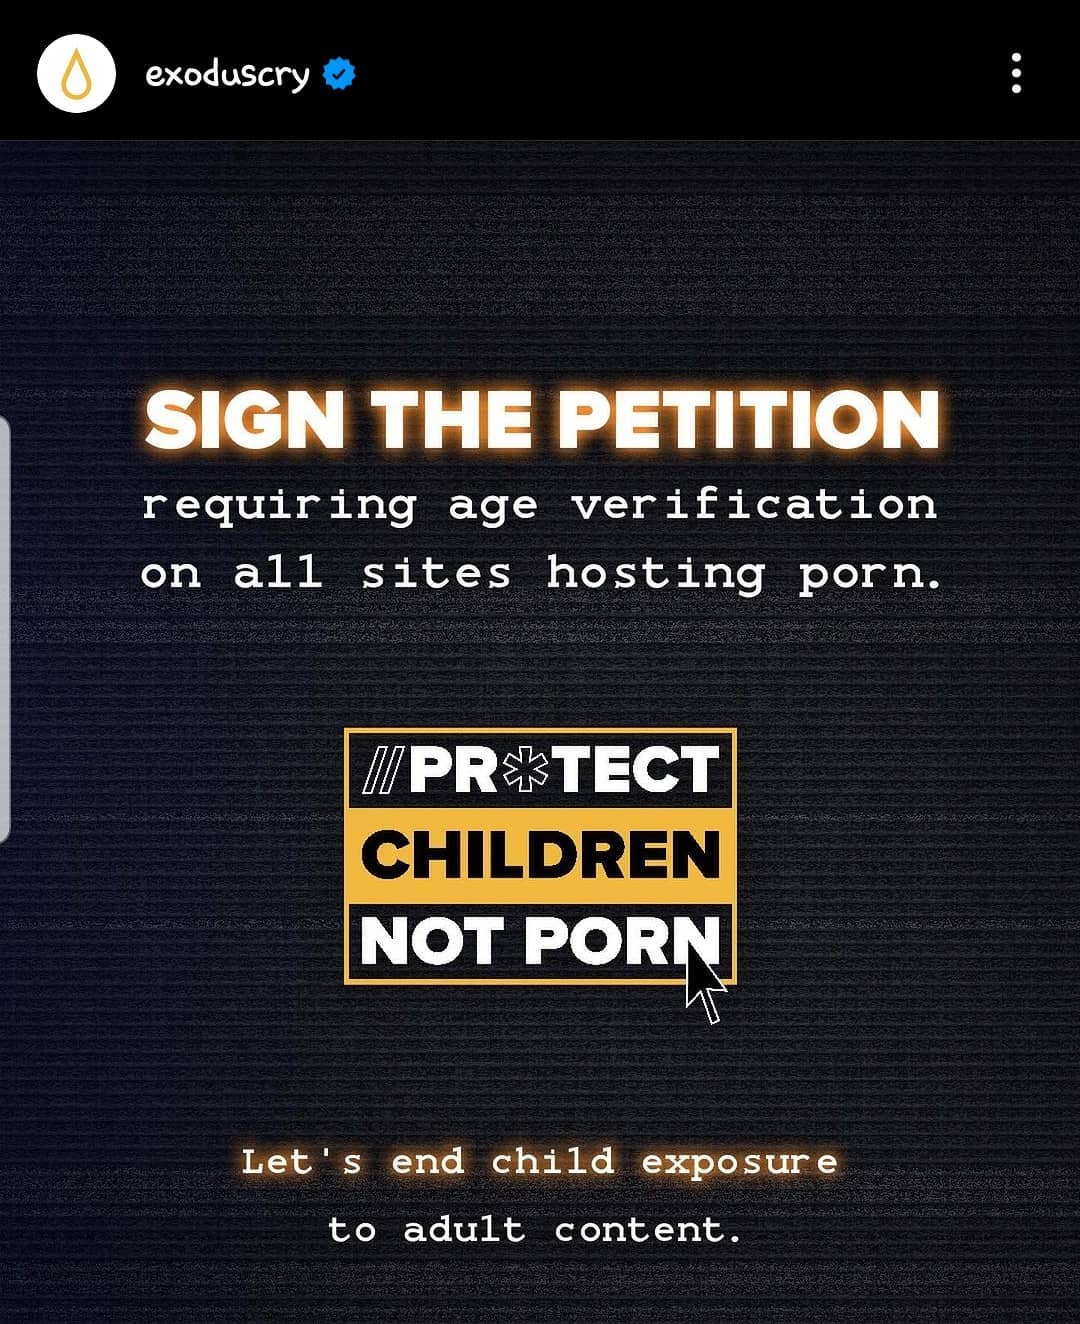 exoduscry
SIGN THE PETITION
requiring age verification
on all sites hosting porn.
//PR*TECT
CHILDREN
NOT PORN
Let's end child exposure
to adult content.